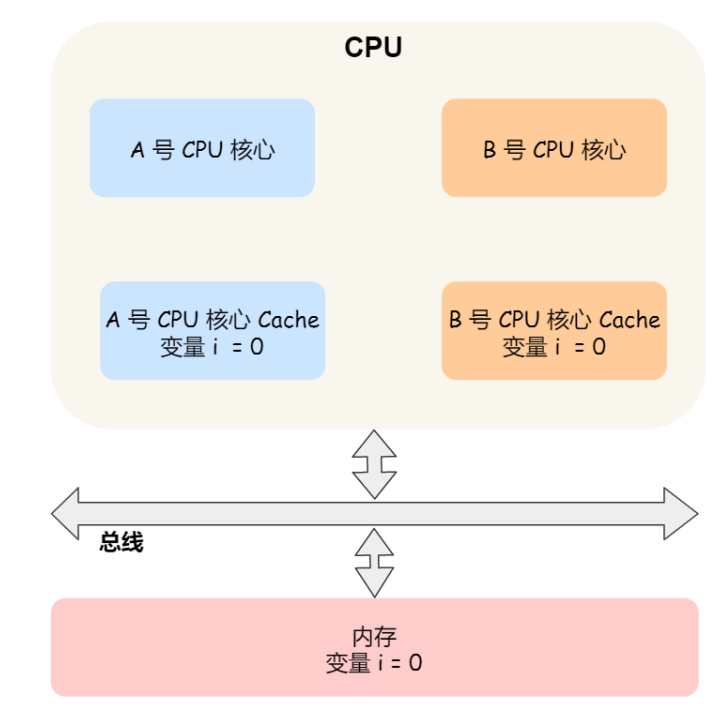 CPU
A 号 CPU 核心
B 号 CPU 核心
A 号 CPU 核心 Cache
变量 i = 0
B 号 CPU 核心 Cache
变量 i = 0
总线
内存
变量 i = 0